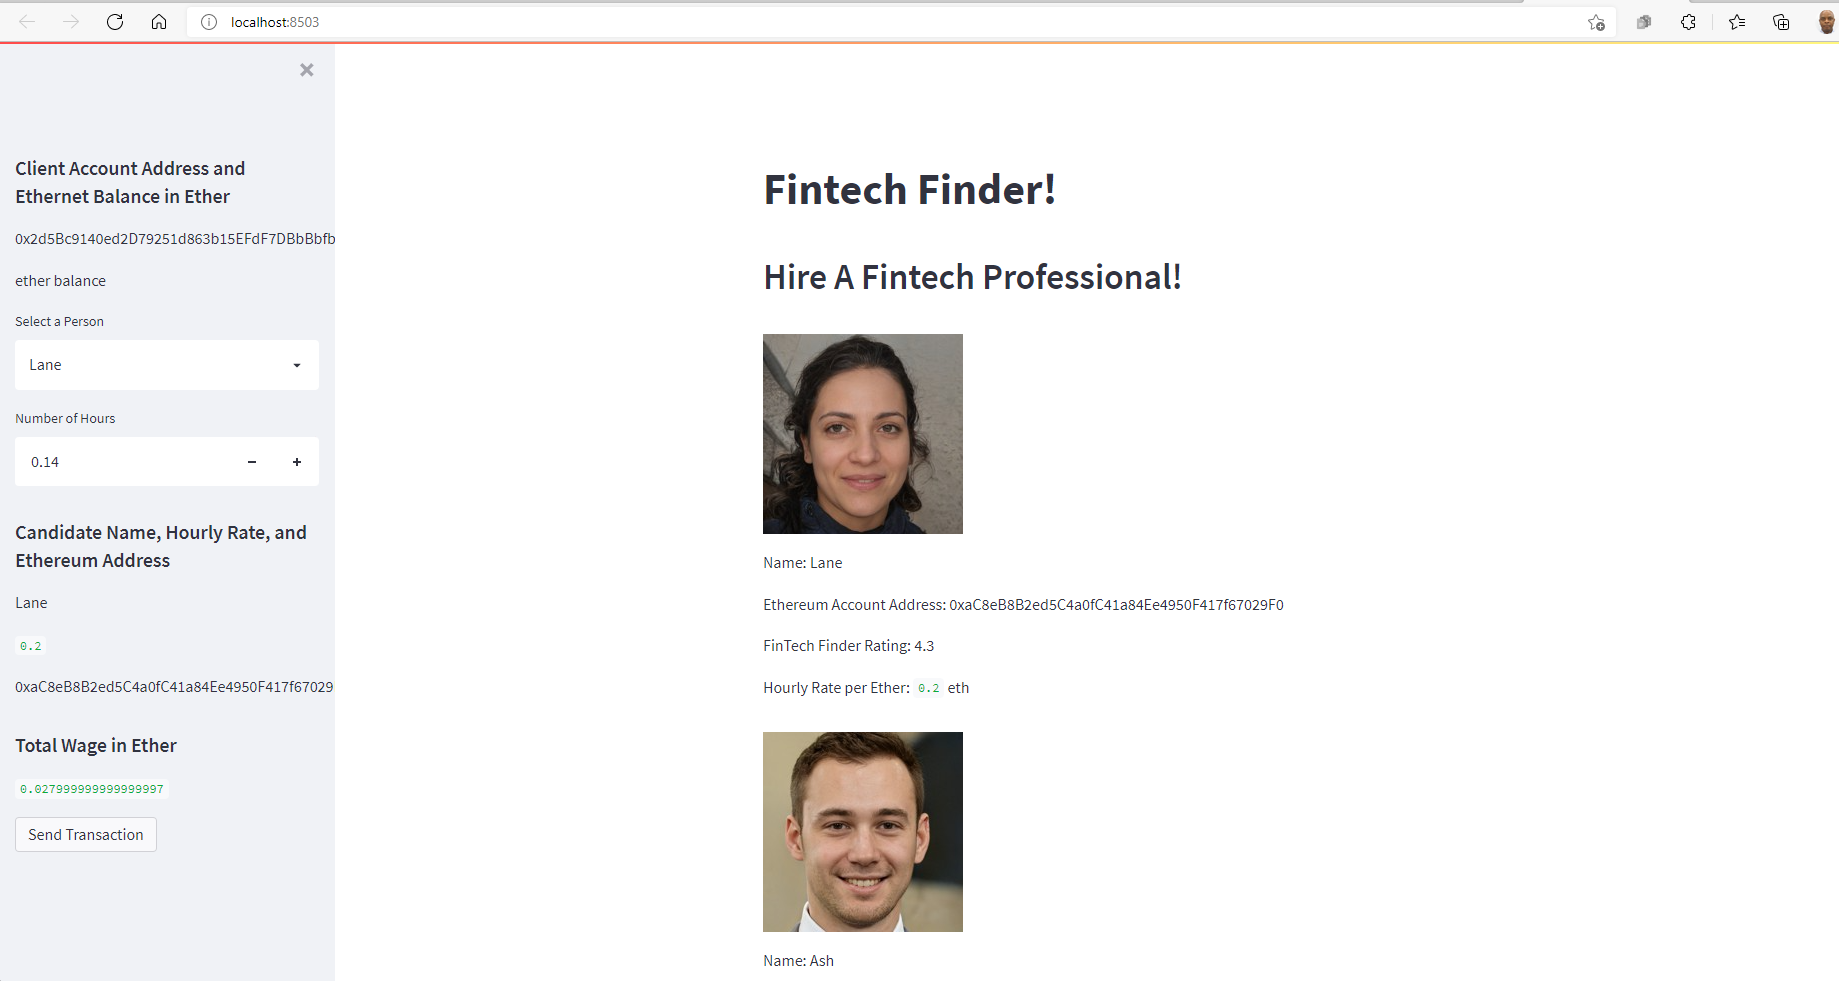 localhost:8503
Client Account Address and
Ethernet Balance in Ether
0x2d5Bc9140ed2D79251d863b15EFdF7DBbBbfb
ether balance
Select a Person
Lane
Number of Hours
0.14
Candidate Name, Hourly Rate, and
Ethereum Address
Lane
0.2
0xaC8eB8B2ed5C4a0fC41a84Ee4950F417f67029
Total Wage in Ether
0.027999999999999997
Send Transaction
Fintech Finder!
Hire A Fintech Professional!
Name: Lane
Ethereum Account Address: 0xaC8eB8B2ed5C4a0fC41a84Ee4950F417f67029F0
FinTech Finder Rating: 4.3
Hourly Rate per Ether: 0.2 eth
Name: Ash